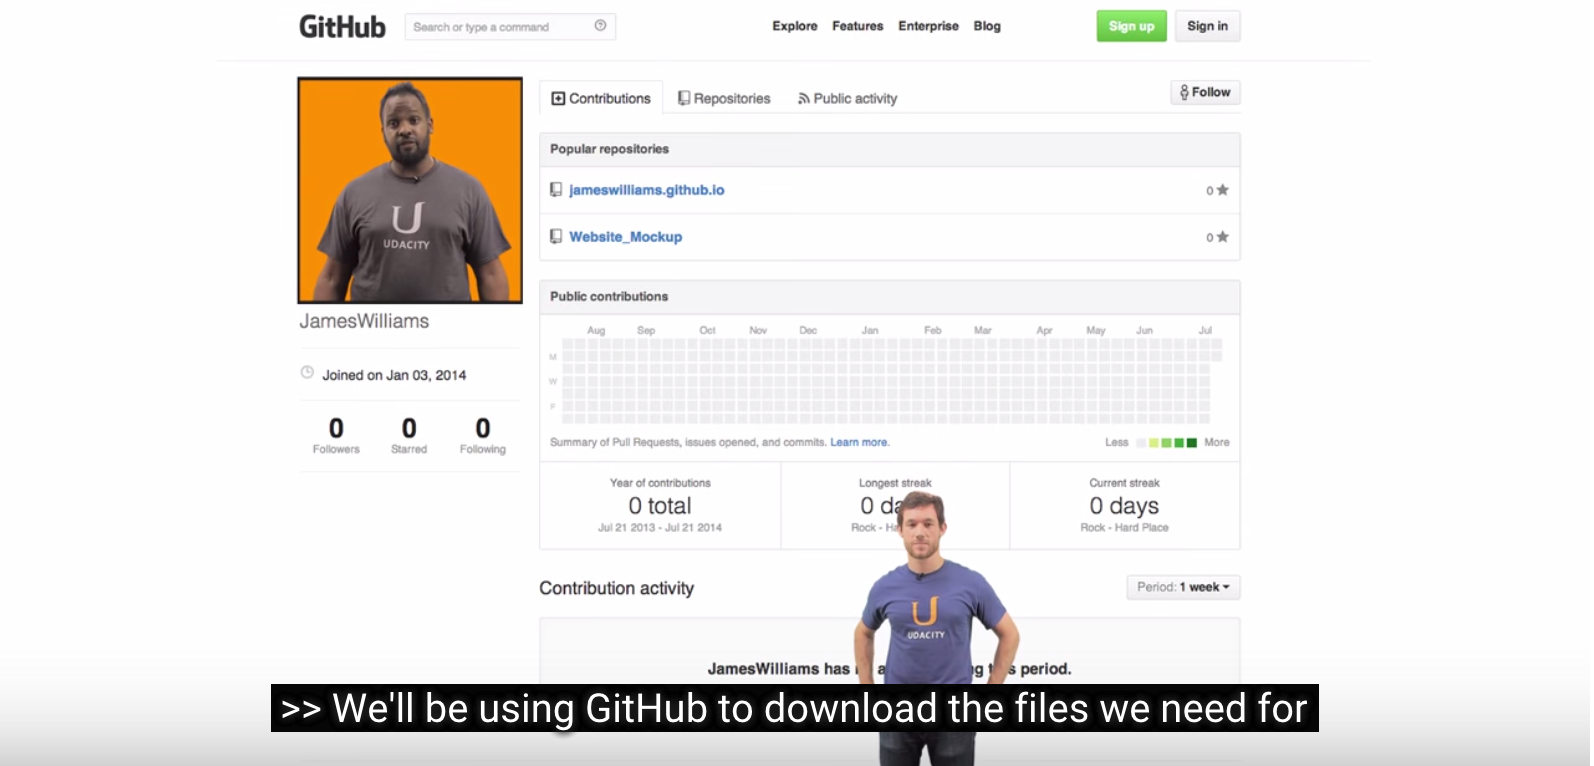 GitHub
Search or type a command
Explore Features Enterprise Blog
Sign up
Sign in
Contributions
Repositories
Public activity
Follow
U
UDACITY
JamesWilliams
Joined on Jan 03, 2014
0 0 0
Followers Starred Following
Popular repositories
jameswilliams.github.io 0
Website_Mockup 0
Public contributions
Aug Sep Oct Nov Dec Jan Feb Mar Apr May Jun Jul
M
W
F
Summary of Pull Requests, issues opened, and commits. Learn more.
Less More
Year of contributions
0 total
Jul 21 2013 - Jul 21 2014
Longest streak
0 da
Rock - Ha
Current streak
0 days
Rock - Hard Place
Contribution activity
Period: 1 week
U
UDACITY
JamesWilliams has
period.
>> We'll be using GitHub to download the files we need for